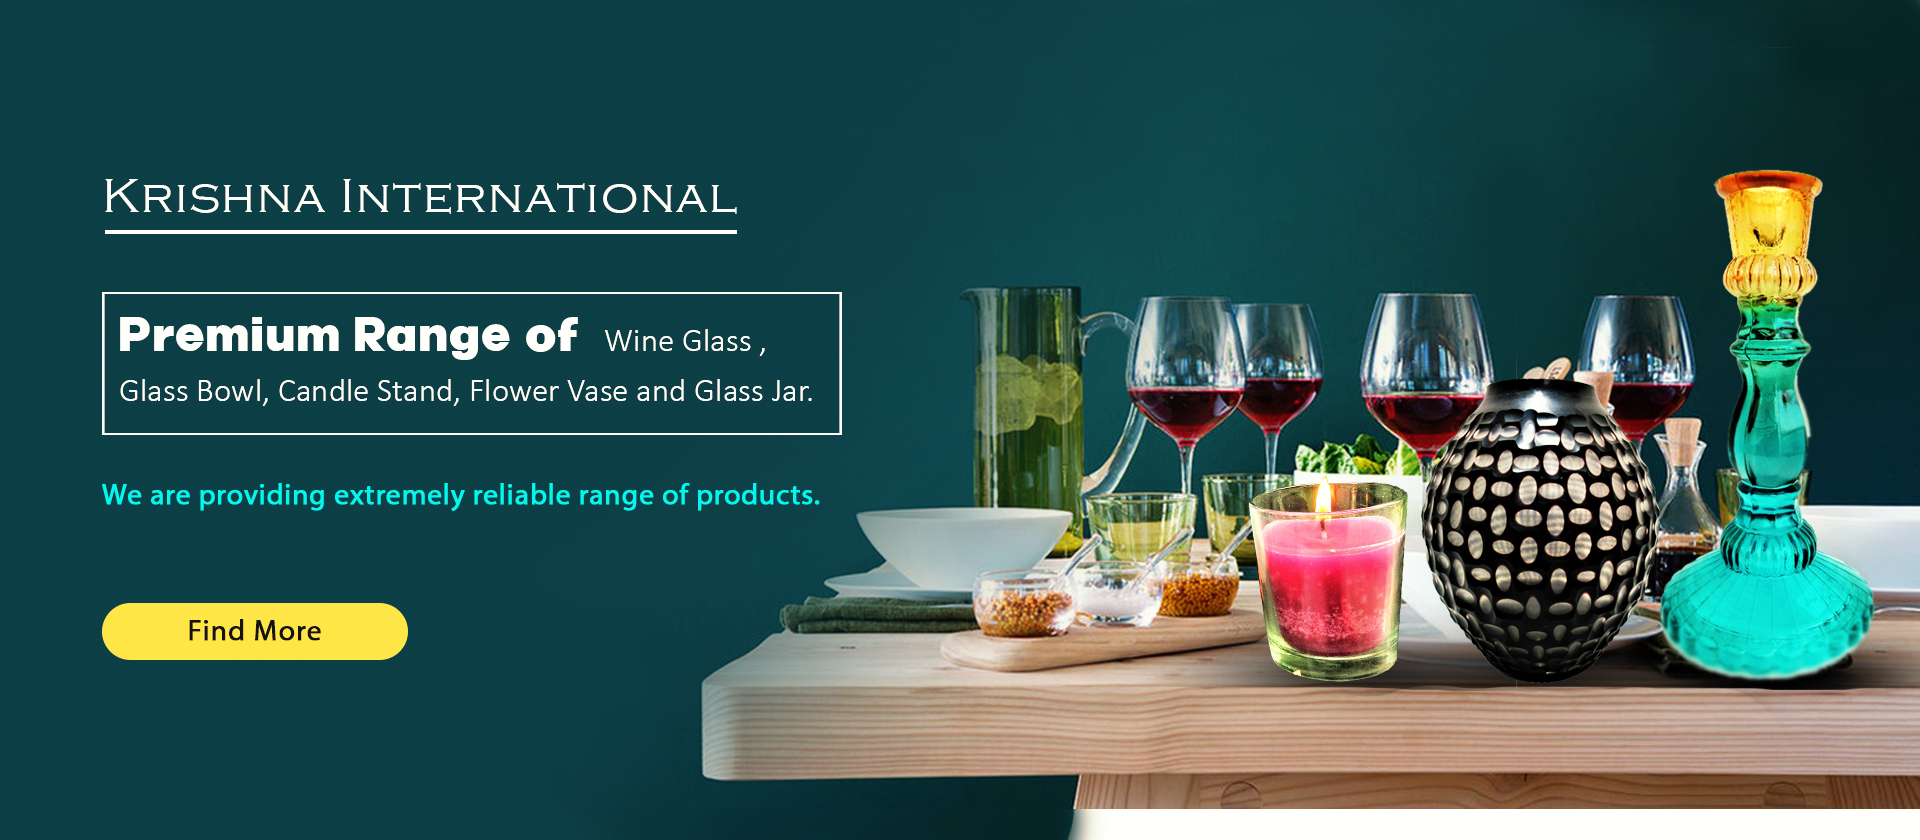 KRISHNA INTERNATIONAL
Premium Range of Wine Glass ,
Glass Bowl, Candle Stand, Flower Vase and Glass Jar.
We are providing extremely reliable range of products.
Find More